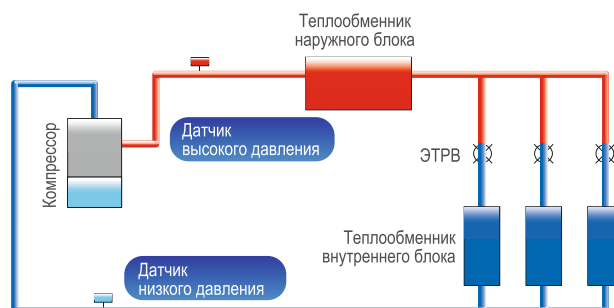 Теплообменник
наружного блока
Компрессор
Датчик
высокого давления
ЭТРВ
Теплообменник
внутреннего блока
Датчик
низкого давления